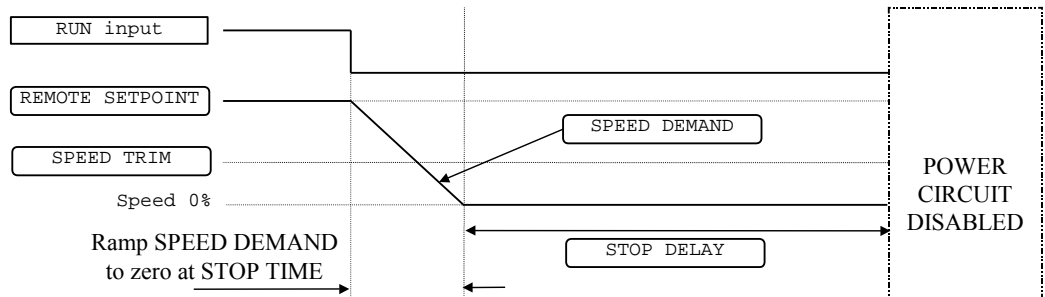 RUN input
REMOTE SETPOINT
SPEED DEMAND
SPEED TRIM
Speed 0%
POWER
CIRCUIT
DISABLED
Ramp SPEED DEMAND
to zero at STOP TIME
STOP DELAY